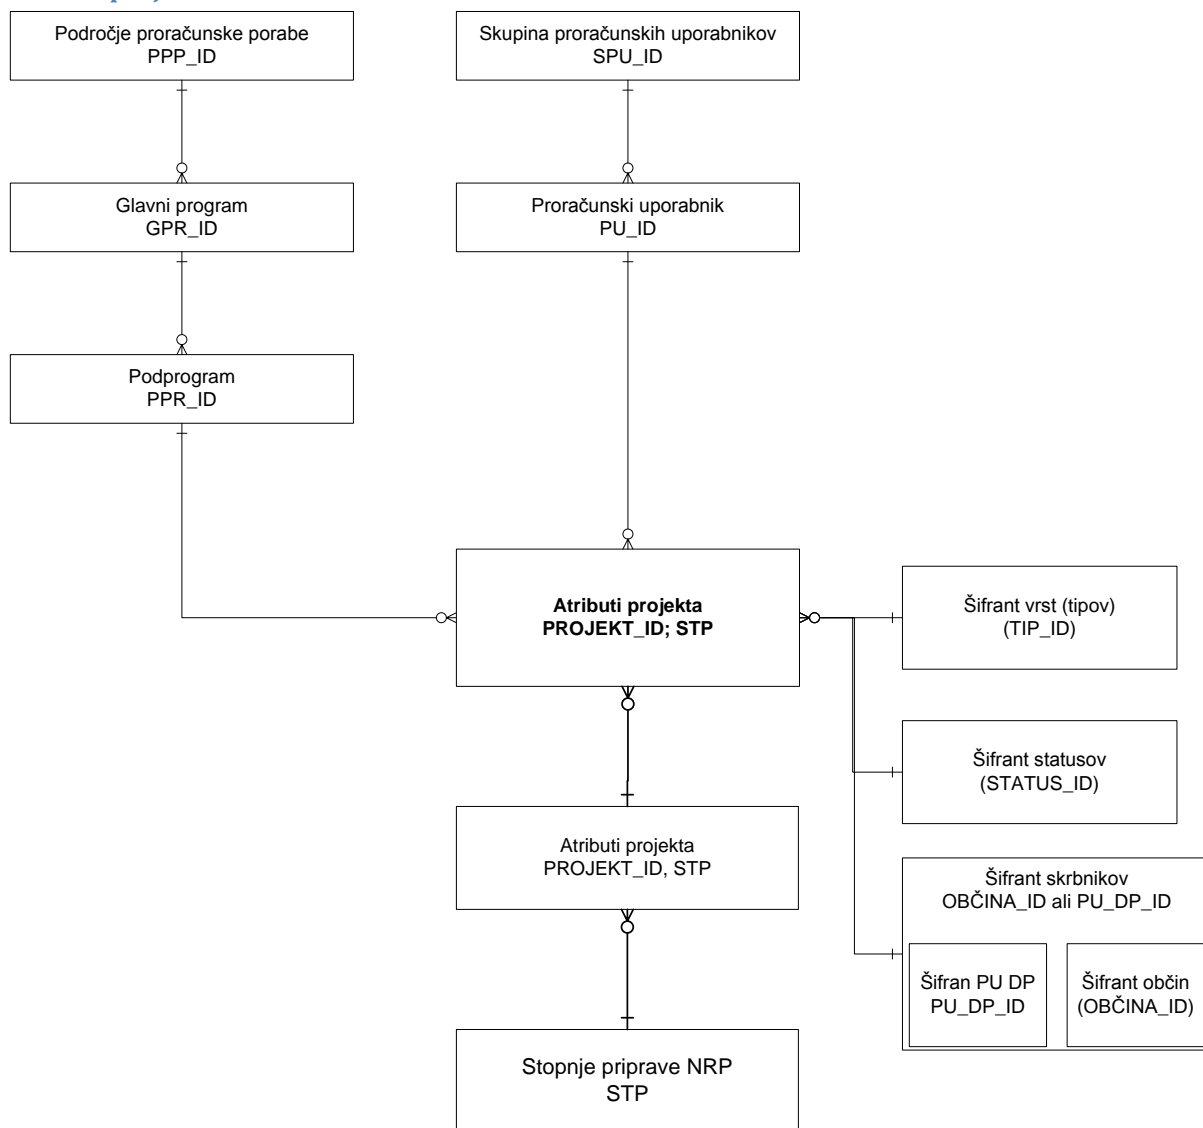 Področje proračunske porabe
PPP_ID
Skupina proračunskih uporabnikov
SPU_ID
Glavni program
GPR_ID
Proračunski uporabnik
PU_ID
Podprogram
PPR_ID
Atributi projekta
PROJEKT_ID; STP
Šifrant vrst (tipov)
(TIP_ID)
Šifrant statusov
(STATUS_ID)
Atributi projekta
PROJEKT_ID, STP
Šifrant skrbnikov
OBČINA_ID ali PU_DP_ID
Šifran PU DP
PU_DP_ID
Šifrant občin
(OBČINA_ID)
Stopnje priprave NRP
STP